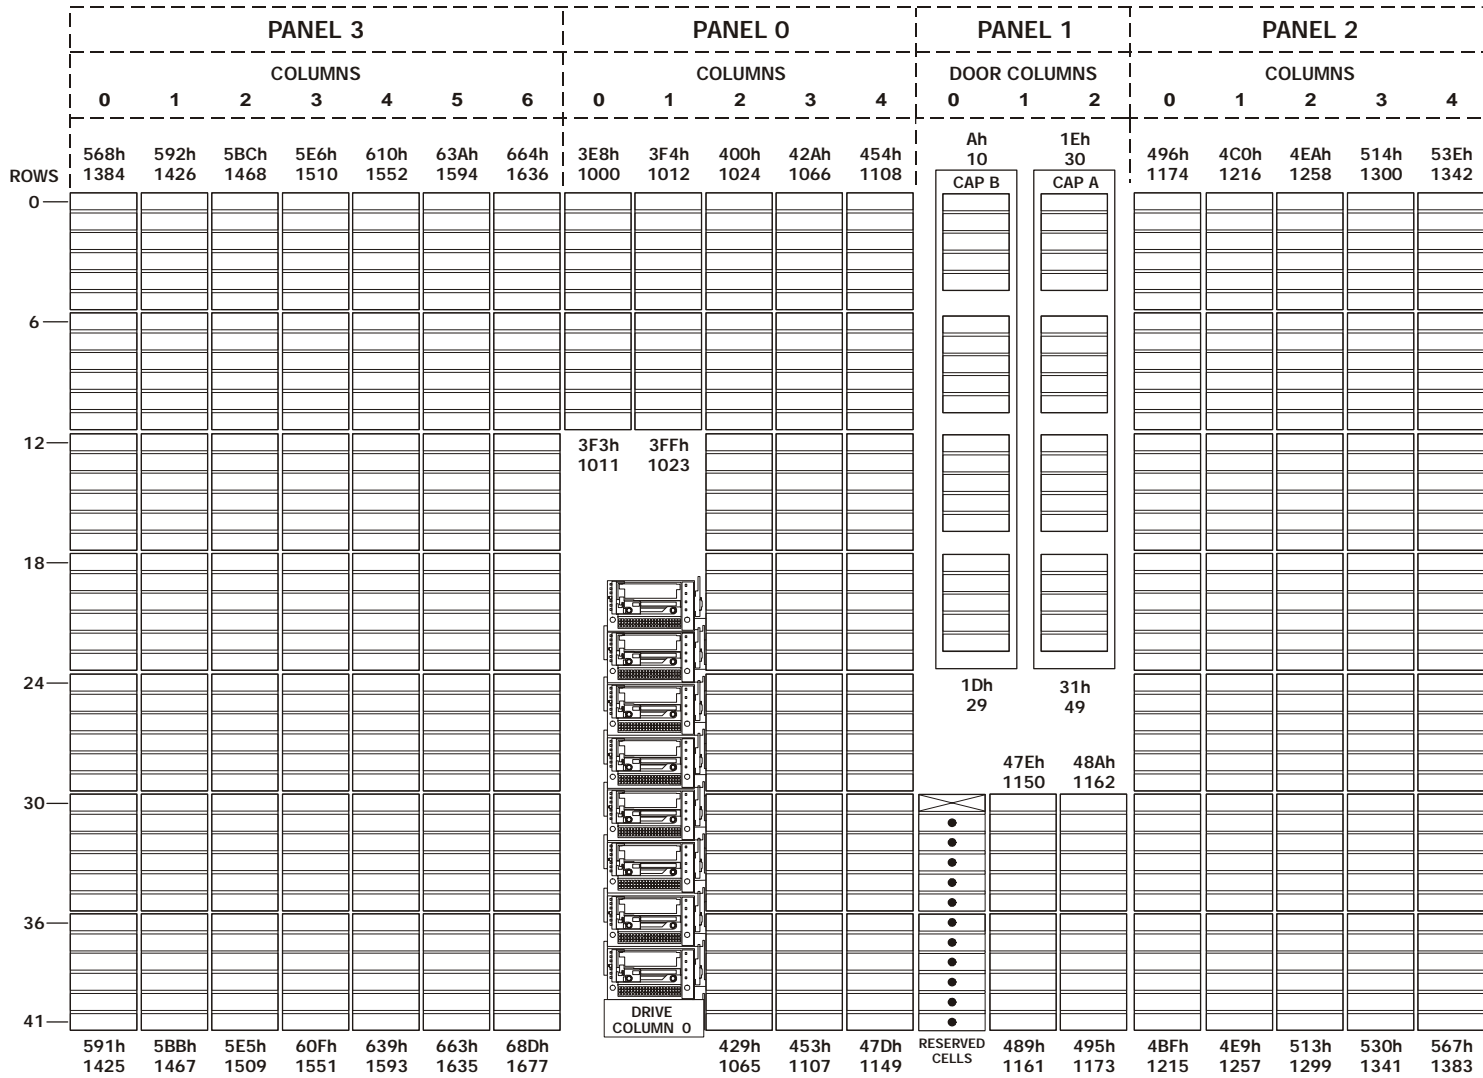 PANEL 3 PANEL 0 PANEL 1 PANEL 2
COLUMNS COLUMNS DOOR COLUMNS COLUMNS
0 1 2 3 4 5 6 0 1 2 3 4 0 1 2 0 1 2 3 4
Ah 1Eh
10 30
568h 592h 5BCh 5E6h 610h 63Ah 664h 3E8h 3F4h 400h 42Ah 454h 496h 4C0h 4EAh 514h 53Eh
ROWS 1384 1426 1468 1510 1552 1594 1636 1000 1012 1024 1066 1108 1174 1216 1258 1300 1342
CAP B CAP A
0
6
12
3F3h 3FFh
1011 1023
18
24
1Dh 31h
29 49
47Eh 48Ah
1150 1162
30
36
41
DRIVE
COLUMN 0
RESERVED
CELLS
591h 5BBh 5E5h 60Fh 639h 663h 68Dh 429h 453h 47Dh 489h 495h 4BFh 4E9h 513h 530h 567h
1425 1467 1509 1551 1593 1635 1677 1065 1107 1149 1161 1173 1215 1257 1299 1341 1383